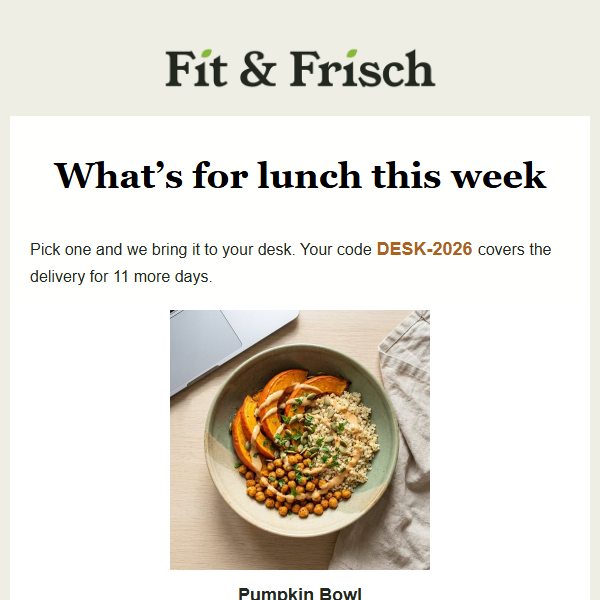 Fit & Frisch
What’s for lunch this week
Pick one and we bring it to your desk. Your code DESK-2026 covers the
delivery for 11 more days.
Pumpkin Bowl